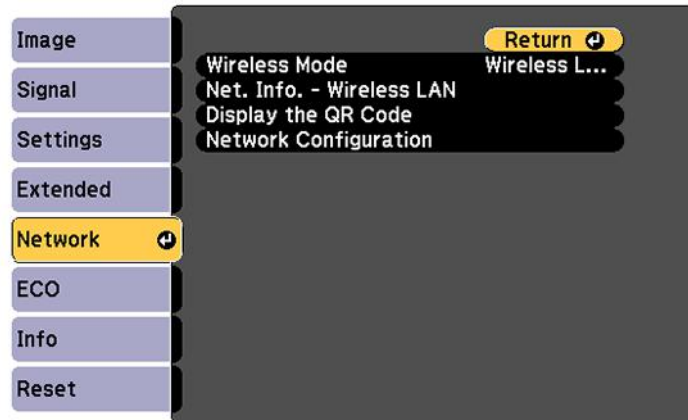 Image
Signal
Settings
Extended
Network
ECO
Info
Reset
Return
Wireless Mode Wireless L...
Net. Info. - Wireless LAN
Display the QR Code
Network Configuration